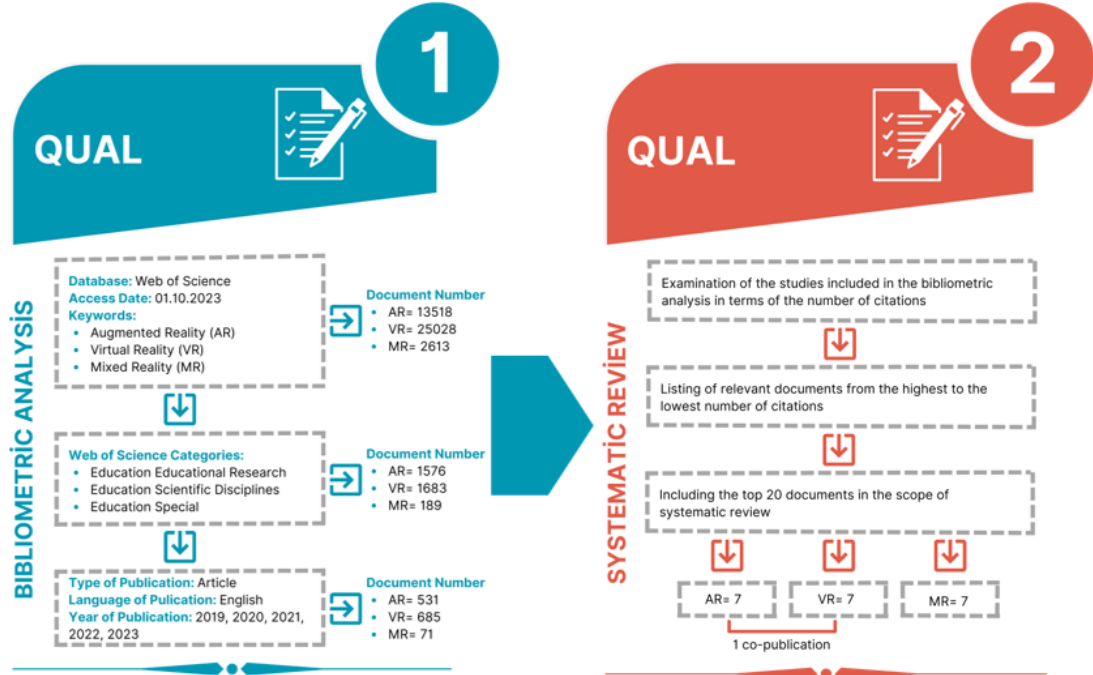 1
QUAL
BIBLIOMETRIC ANALYSİS
Database: Web of Science
Access Date: 01.10.2023
Keywords:
• Augmented Reality (AR)
• Virtual Reality (VR)
• Mixed Reality (MR)
Document Number
• AR= 13518
• VR= 25028
• MR= 2613
Web of Science Categories:
• Education Educational Research
• Education Scientific Disciplines
• Education Special
Document Number
• AR= 1576
• VR= 1683
• MR= 189
Type of Publication: Article
Language of Pulication: English
Year of Publication: 2019, 2020, 2021,
2022, 2023
Document Number
• AR= 531
• VR= 685
• MR= 71
2
QUAL
SYSTEMATİC REVİEW
Examination of the studies included in the bibliometric
analysis in terms of the number of citations
Listing of relevant documents from the highest to the
lowest number of citations
Including the top 20 documents in the scope of
systematic review
AR= 7
VR= 7
MR= 7
1 co-publication